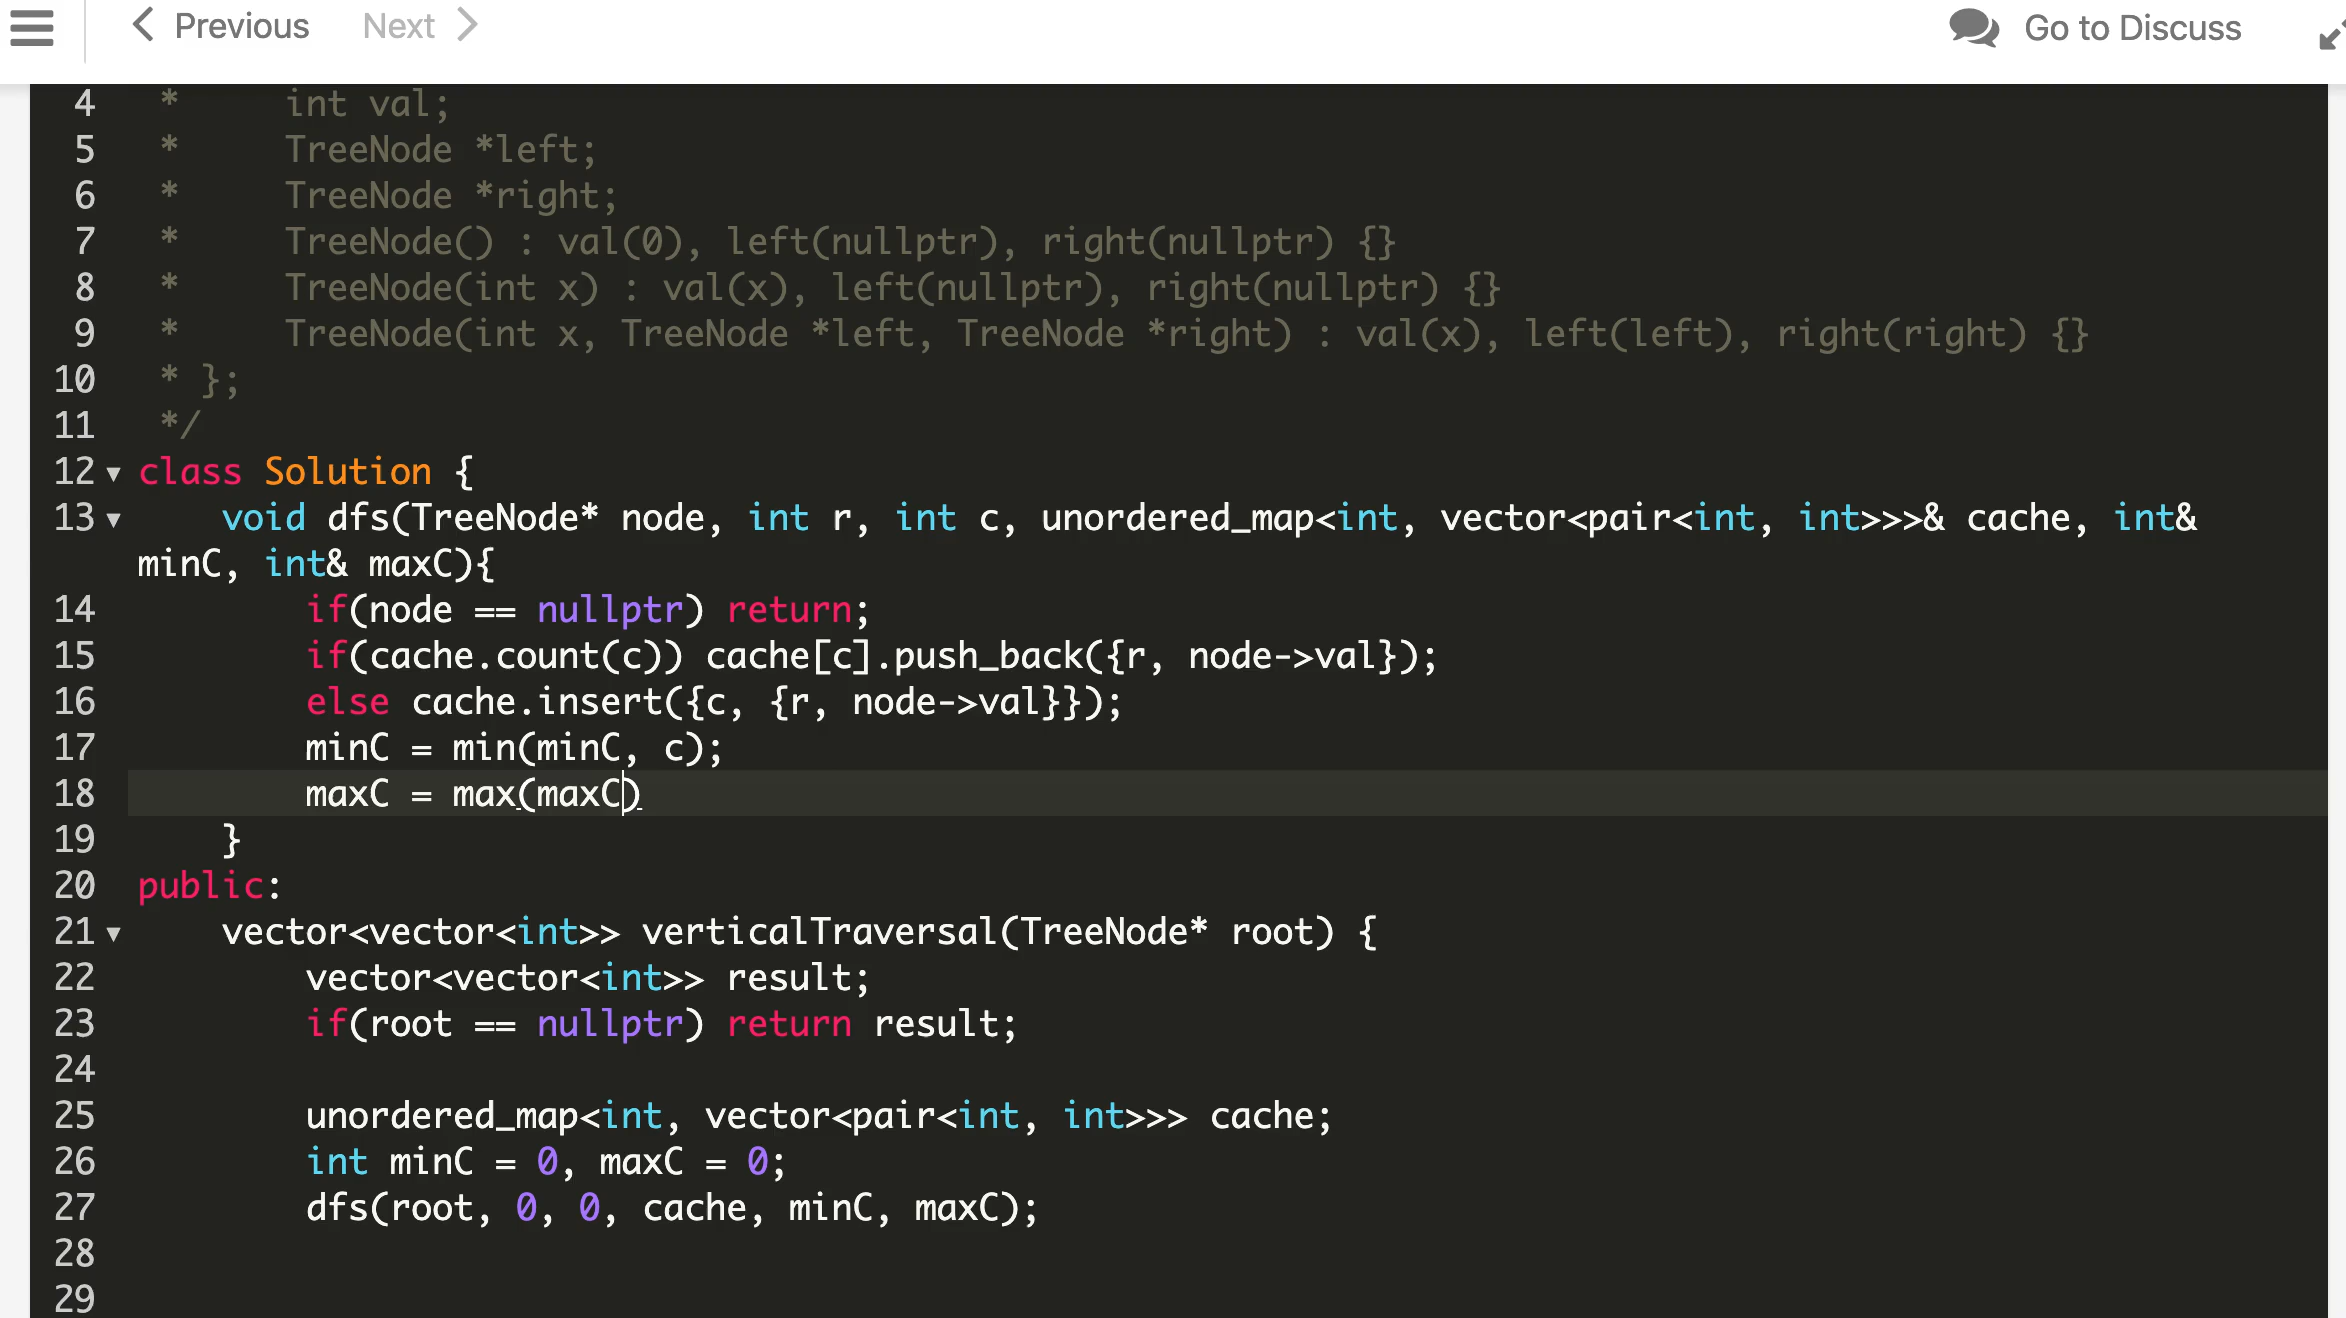 Previous Next Go to Discuss
4 * int val;
5 * TreeNode *left;
6 * TreeNode *right;
7 * TreeNode() : val(0), left(nullptr), right(nullptr) {}
8 * TreeNode(int x) : val(x), left(nullptr), right(nullptr) {}
9 * TreeNode(int x, TreeNode *left, TreeNode *right) : val(x), left(left), right(right) {}
10 * };
11 */
12 class Solution {
13 void dfs(TreeNode* node, int r, int c, unordered_map<int, vector<pair<int, int>>>& cache, int&
minC, int& maxC){
14 if(node == nullptr) return;
15 if(cache.count(c)) cache[c].push_back({r, node->val});
16 else cache.insert({c, {r, node->val}});
17 minC = min(minC, c);
18 maxC = max(maxC)
19 }
20 public:
21 vector<vector<int>> verticalTraversal(TreeNode* root) {
22 vector<vector<int>> result;
23 if(root == nullptr) return result;
24
25 unordered_map<int, vector<pair<int, int>>> cache;
26 int minC = 0, maxC = 0;
27 dfs(root, 0, 0, cache, minC, maxC);
28
29